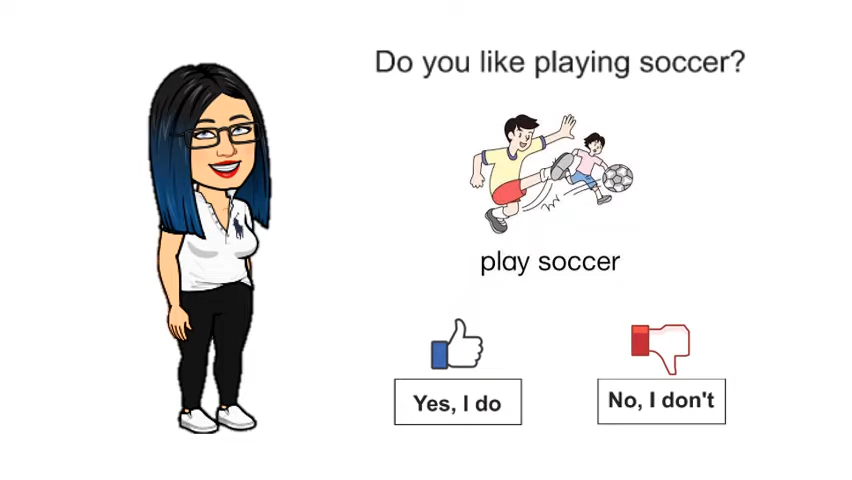 Do you like playing soccer?
play soccer
Yes, I do
No, I don't